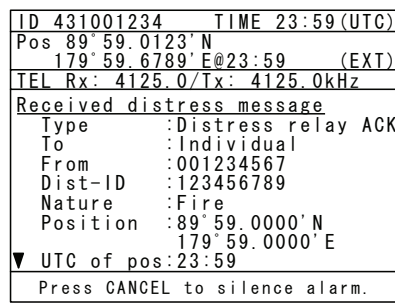 ID 431001234 TIME 23:59(UTC)
Pos 89°59.0123'N
179°59.6789'E@23:59 (EXT)
TEL Rx: 4125.0/Tx: 4125.0kHz
Received distress message
Type :Distress relay ACK
To :Individual
From :001234567
Dist-ID :123456789
Nature :Fire
Position :89°59.0000'N
179°59.0000'E
▼ UTC of pos:23:59
Press CANCEL to silence alarm.